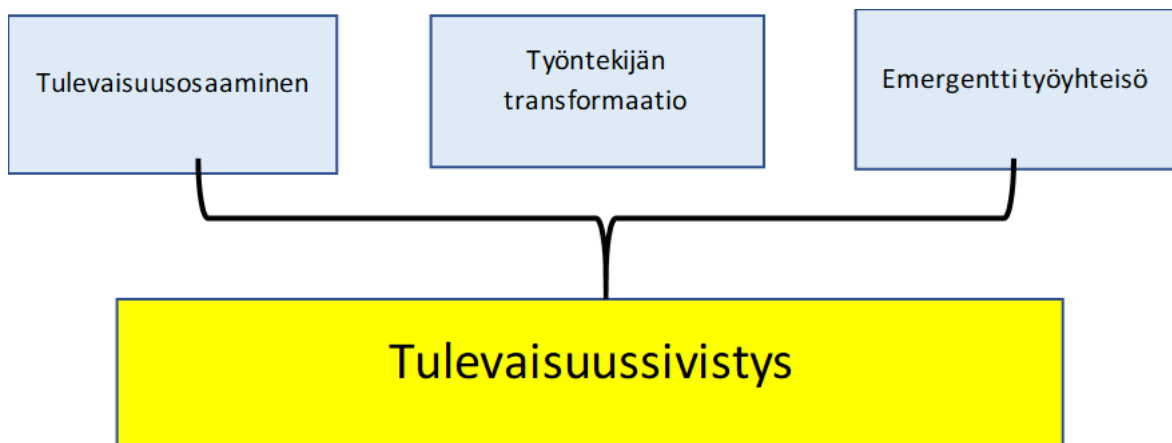 Tulevaisuusosaaminen
Työntekijän
transformaatio
Emergentti työyhteisö
Tulevaisuussivistys